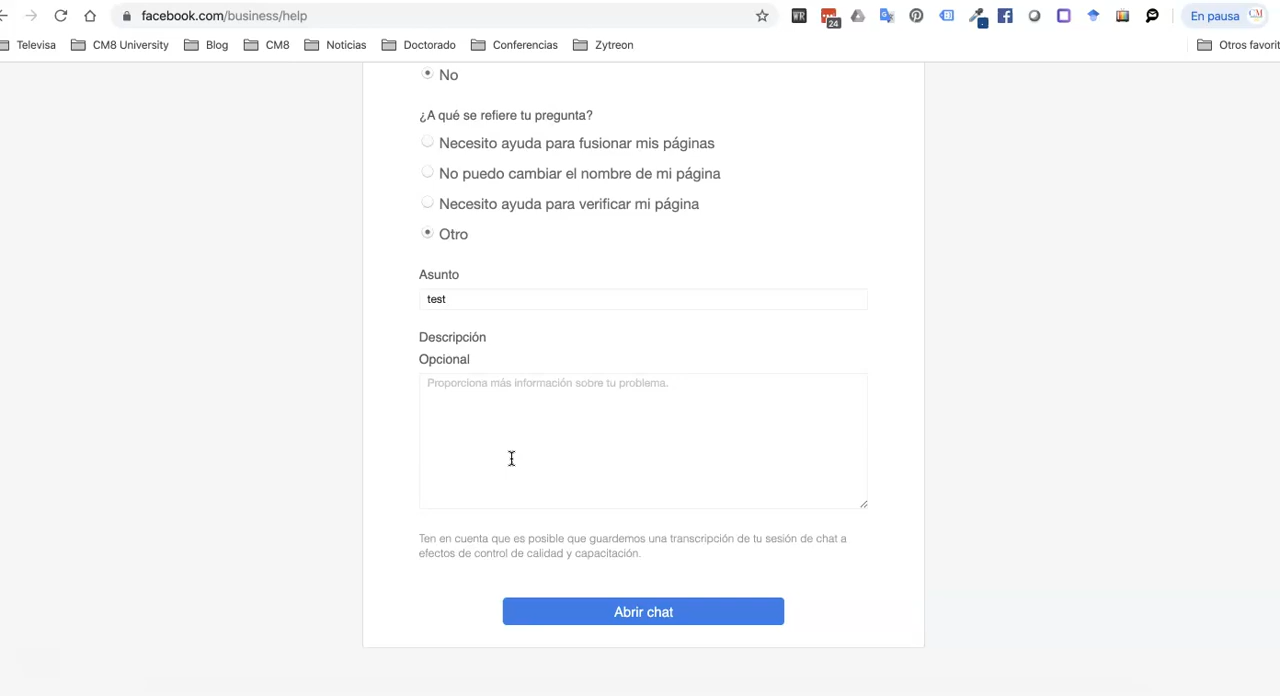 facebook.com/business/help
WR
24
En pausa
CM
Televisa
CM8 University
Blog
CM8
Noticias
Doctorado
Conferencias
Zytreon
Otros favorit
No
¿A qué se refiere tu pregunta?
Necesito ayuda para fusionar mis páginas
No puedo cambiar el nombre de mi página
Necesito ayuda para verificar mi página
Otro
Asunto
test
Descripción
Opcional
Proporciona más información sobre tu problema.
Ten en cuenta que es posible que guardemos una transcripción de tu sesión de chat a
efectos de control de calidad y capacitación.
Abrir chat